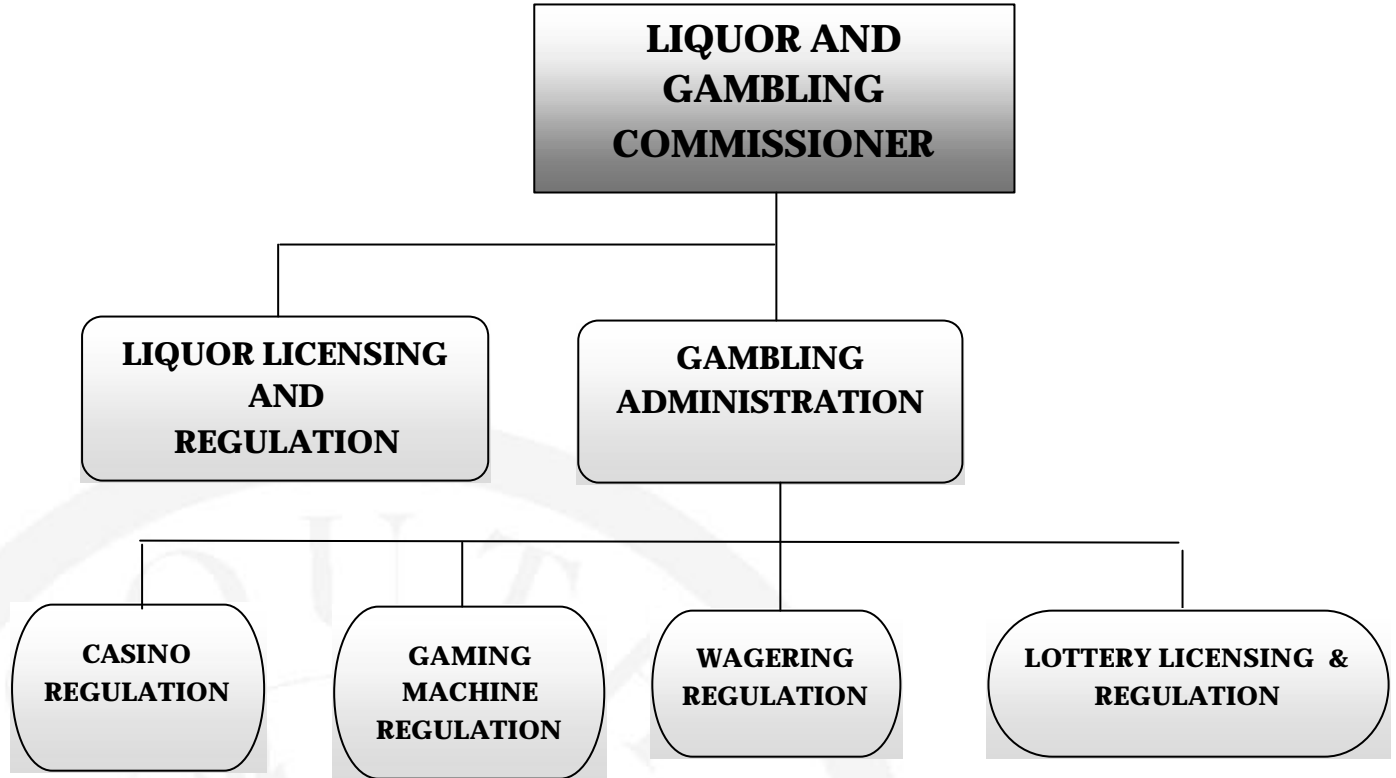 LIQUOR AND
GAMBLING
COMMISSIONER
LIQUOR LICENSING
AND
REGULATION
GAMBLING
ADMINISTRATION
CASINO
REGULATION
GAMING
MACHINE
REGULATION
WAGERING
REGULATION
LOTTERY LICENSING &
REGULATION